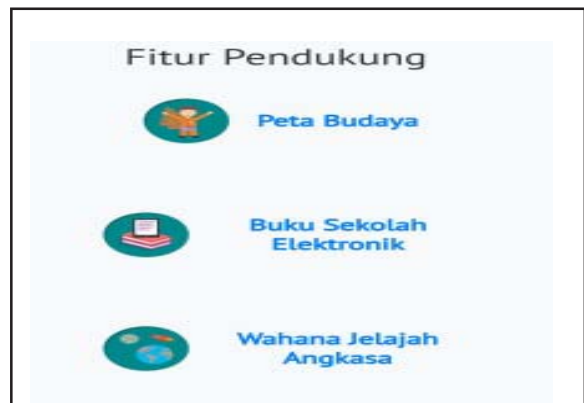 Fitur Pendukung
Peta Budaya
Buku Sekolah
Elektronik
Wahana Jelajah
Angkasa